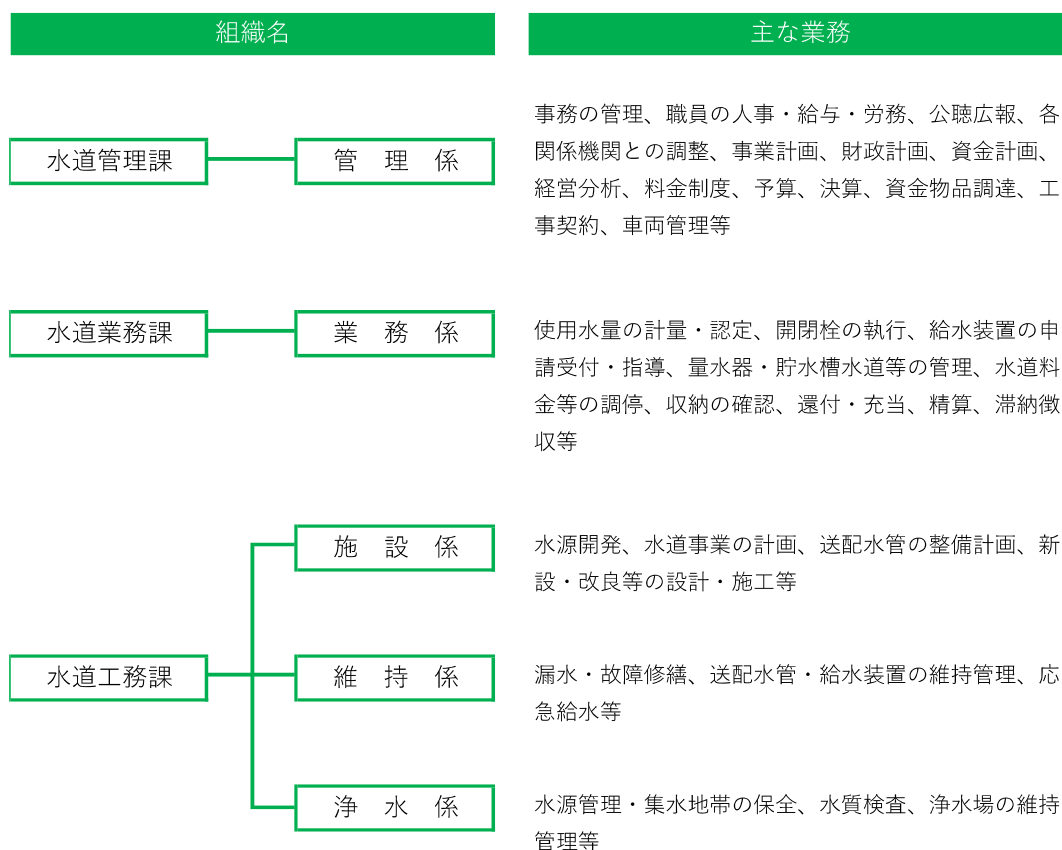 組織名
主な業務
水道管理課
管理係
事務の管理、職員の人事・給与・労務、公聴広報、各
関係機関との調整、事業計画、財政計画、資金計画、
経営分析、料金制度、予算、決算、資金物品調達、工
事契約、車両管理等
水道業務課
業務係
使用水量の計量・認定、開閉栓の執行、給水装置の申
請受付・指導、量水器・貯水槽水道等の管理、水道料
金等の調停、収納の確認、還付・充当、精算、滞納徴
収等
水道工務課
施設係
水源開発、水道事業の計画、送配水管の整備計画、新
設・改良等の設計・施工等
維持係
漏水・故障修繕、送配水管・給水装置の維持管理、応
急給水等
浄水係
水源管理・集水地帯の保全、水質検査、浄水場の維持
管理等